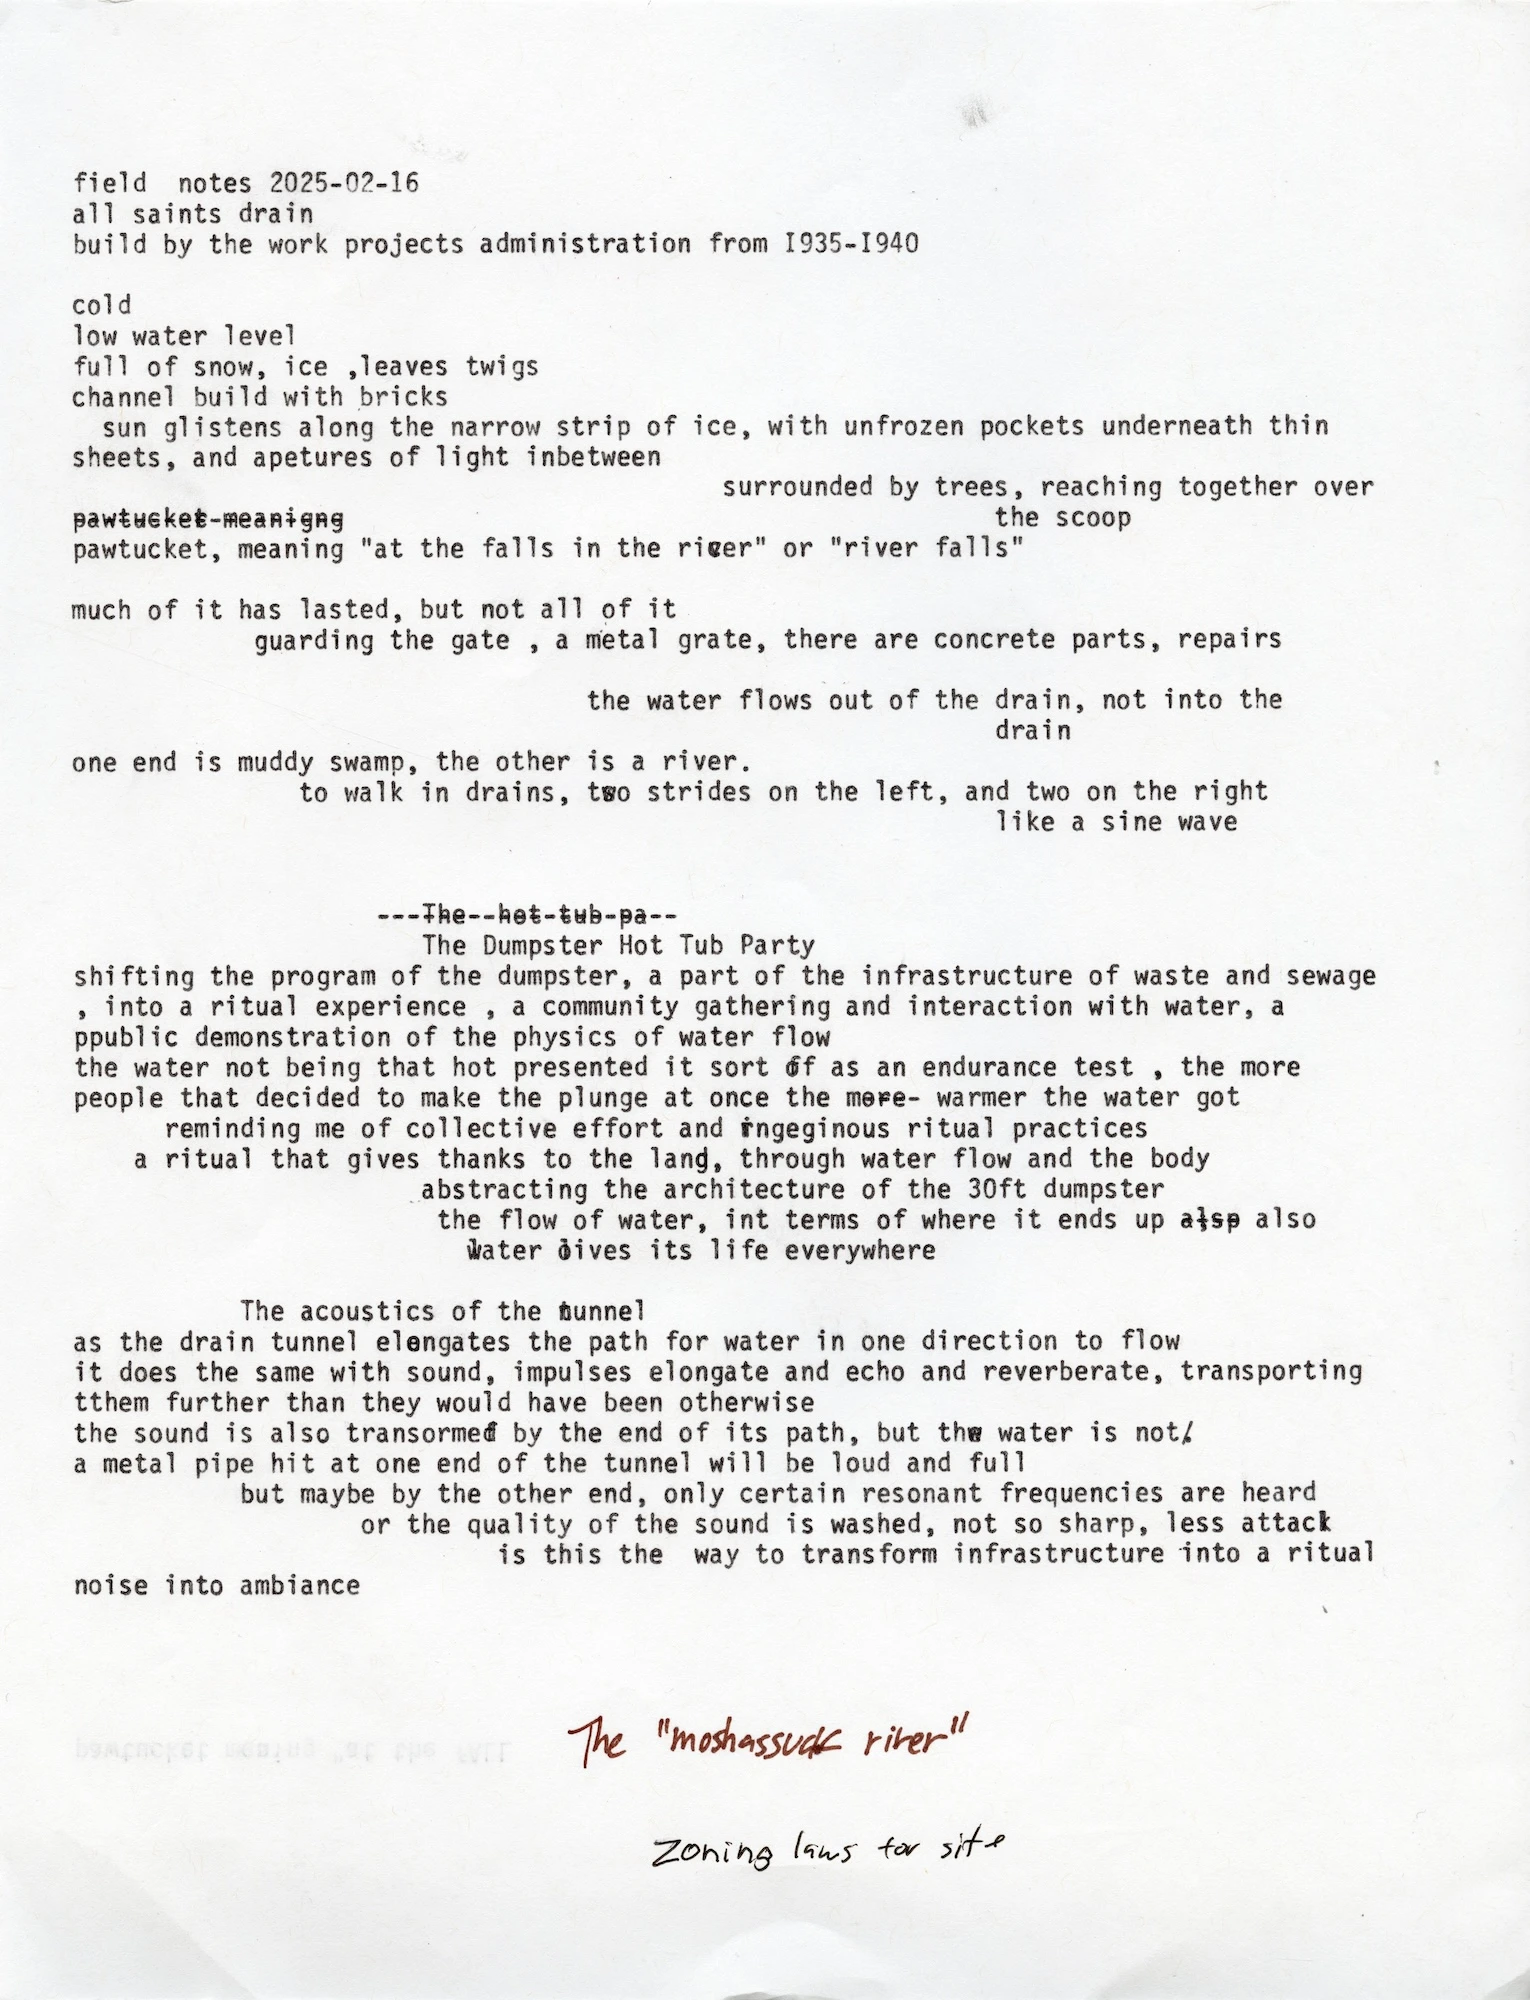 field  notes 2025-02-16
all saints drain
build by the work projects administration from I935-I940
cold
low water level
full of snow, ice ,leaves twigs
channel build with bricks
sun glistens along the narrow strip of ice, with unfrozen pockets underneath thin
sheets, and apetures of light inbetween
surrounded by trees, reaching together over
the scoop
pawtucket-meanigng
pawtucket, meaning "at the falls in the river" or "river falls"
much of it has lasted, but not all of it
guarding the gate , a metal grate, there are concrete parts, repairs
the water flows out of the drain, not into the
drain
one end is muddy swamp, the other is a river.
to walk in drains, two strides on the left, and two on the right
like a sine wave
---The--hot-tub-pa--
The Dumpster Hot Tub Party
shifting the program of the dumpster, a part of the infrastructure of waste and sewage
, into a ritual experience , a community gathering and interaction with water, a
ppublic demonstration of the physics of water flow
the water not being that hot presented it sort of as an endurance test , the more
people that decided to make the plunge at once the more- warmer the water got
reminding me of collective effort and ingeginous ritual practices
a ritual that gives thanks to the land, through water flow and the body
abstracting the architecture of the 30ft dumpster
the flow of water, int terms of where it ends up alsp also
water gives its life everywhere
The acoustics of the tunnel
as the drain tunnel elongates the path for water in one direction to flow
it does the same with sound, impulses elongate and echo and reverberate, transporting
tthem further than they would have been otherwise
the sound is also transormed by the end of its path, but the water is not/
a metal pipe hit at one end of the tunnel will be loud and full
but maybe by the other end, only certain resonant frequencies are heard
or the quality of the sound is washed, not so sharp, less attack
is this the  way to transform infrastructure into a ritual
noise into ambiance
The "moshassuck river"
Zoning laws for site